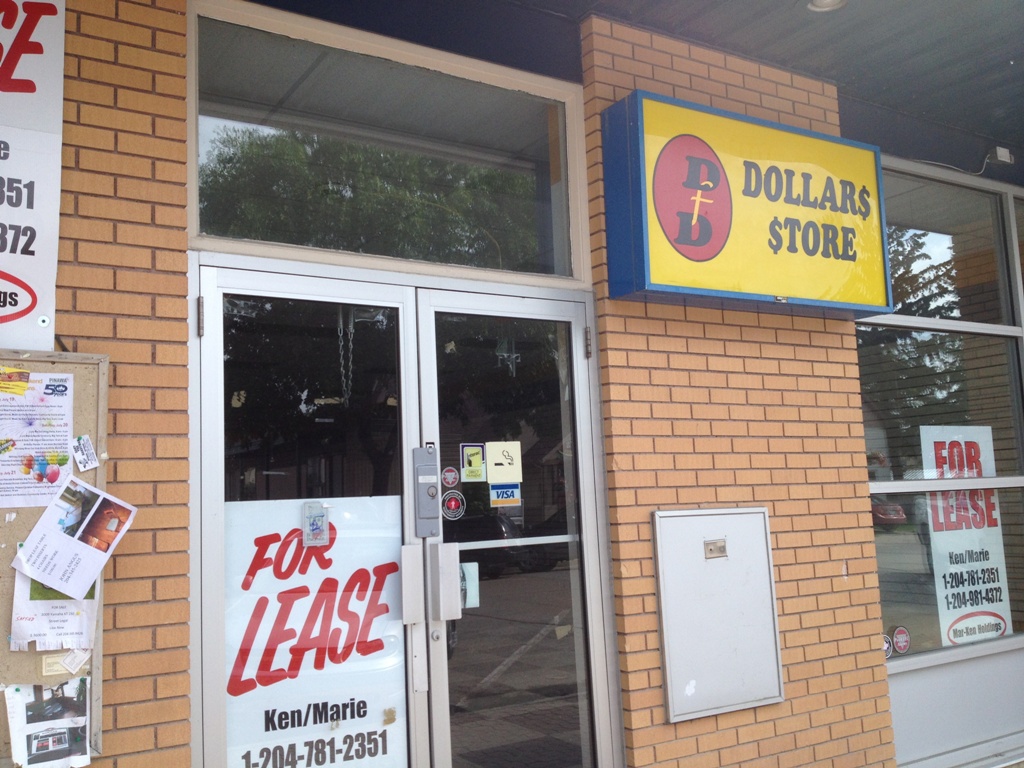 SE
351
372
gs
50
D
f
D
DOLLAR$
$TORE
VISA
FOR
LEASE
Ken/Marie
1-204-781-2351
FOR
LEASE
Ken/Marie
1-204-781-2351
1-204-981-4372
Mar-Ken Holdings